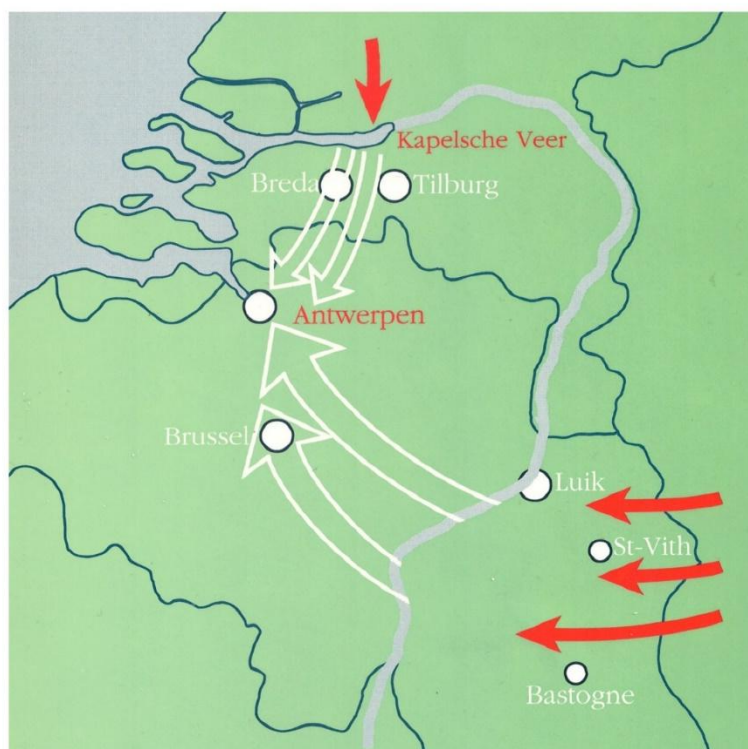 Kapelsche Veer
Breda
Tilburg
Antwerpen
Brussel
Luik
St-Vith
Bastogne